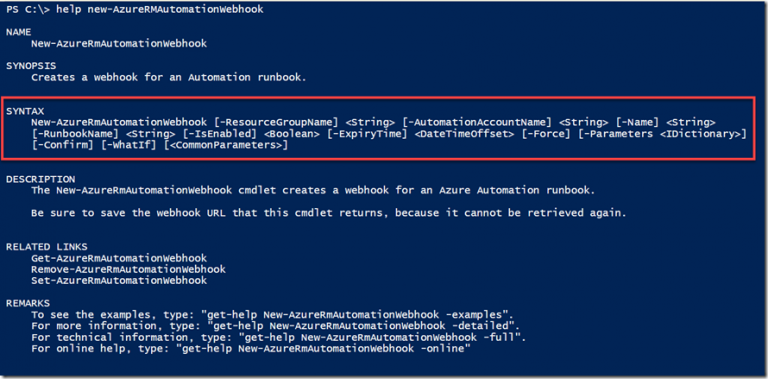 PS C:\> help new-AzureRMAutomationWebhook
NAME
New-AzureRmAutomationWebhook
SYNOPSIS
Creates a webhook for an Automation runbook.
SYNTAX
New-AzureRmAutomationWebhook [-ResourceGroupName] <String> [-AutomationAccountName] <String> [-Name] <String>
[-RunbookName] <String> [-IsEnabled] <Boolean> [-ExpiryTime] <DateTimeOffset> [-Force] [-Parameters <IDictionary>]
[-Confirm] [-WhatIf] [<CommonParameters>]
DESCRIPTION
The New-AzureRmAutomationWebhook cmdlet creates a webhook for an Azure Automation runbook.
Be sure to save the webhook URL that this cmdlet returns, because it cannot be retrieved again.
RELATED LINKS
Get-AzureRmAutomationWebhook
Remove-AzureRmAutomationWebhook
Set-AzureRmAutomationWebhook
REMARKS
To see the examples, type: "get-help New-AzureRmAutomationWebhook -examples".
For more information, type: "get-help New-AzureRmAutomationWebhook -detailed".
For technical information, type: "get-help New-AzureRmAutomationWebhook -full".
For online help, type: "get-help New-AzureRmAutomationWebhook -online"